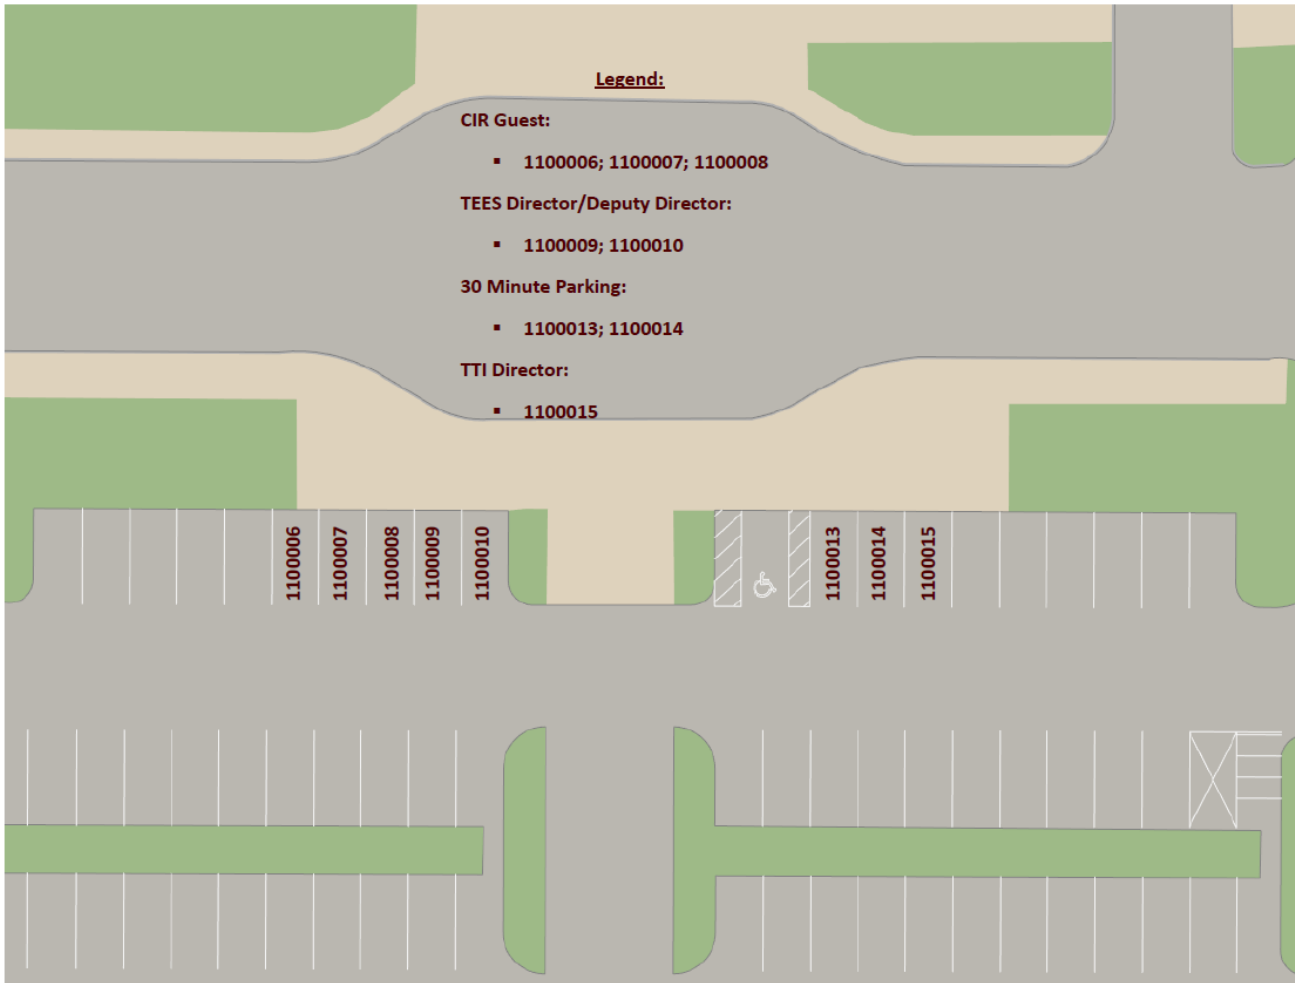 Legend:
CIR Guest:
▪ 1100006; 1100007; 1100008
TEES Director/Deputy Director:
▪ 1100009; 1100010
30 Minute Parking:
▪ 1100013; 1100014
TTI Director:
▪ 1100015
1100006
1100007
1100008
1100009
1100010
1100013
1100014
1100015